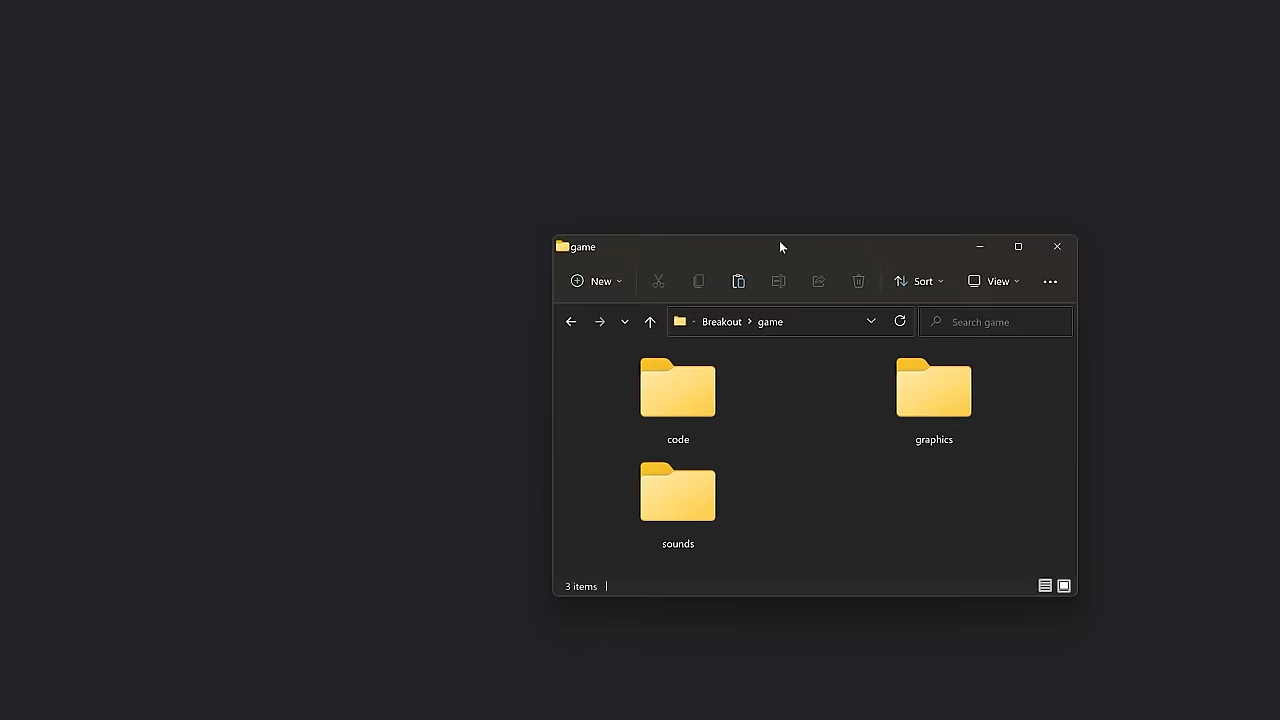 game
New
Sort
View
Breakout
game
Search game
code
graphics
sounds
3 items